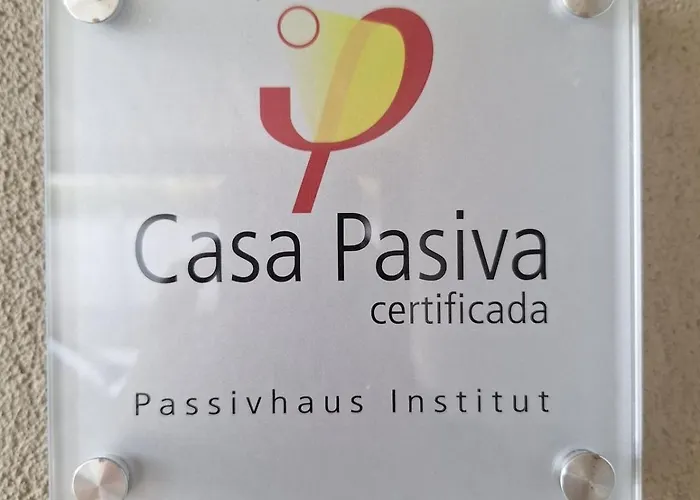 Casa Pasiva
certificada
Passivhaus Institut